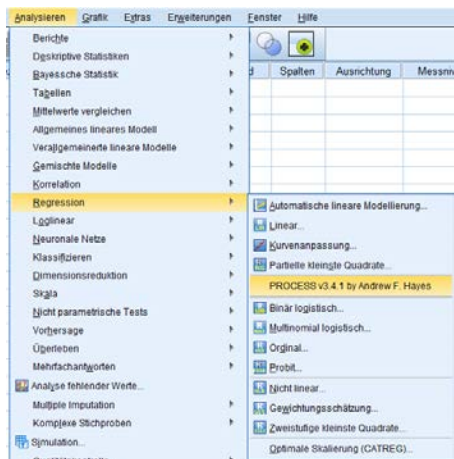 Analysieren Grafik Extras Erweiterungen Fenster Hilfe
Berichte
Deskriptive Statistiken
Bayessche Statistik
Tabellen
Mittelwerte vergleichen
Allgemeines lineares Modell
Verallgemeinerte lineare Modelle
Gemischte Modelle
Korrelation
Regression
Loglinear
Neuronale Netze
Klassifizieren
Dimensionsreduktion
Skala
Nicht parametrische Tests
Vorhersage
Überleben
Mehrfachantworten
Analyse fehlender Werte...
Multiple Imputation
Komplexe Stichproben
Simulation...
Spalten Ausrichtung Messniv
Automatische lineare Modellierung...
Linear...
Kurvenanpassung...
Partielle kleinste Quadrate...
PROCESS v3.4.1 by Andrew F. Hayes
Binär logistisch...
Multinomial logistisch...
Ordinal...
Probit...
Nicht linear...
Gewichtungsschätzung...
Zweistufige kleinste Quadrate...
Optimale Skalierung (CATREG)...